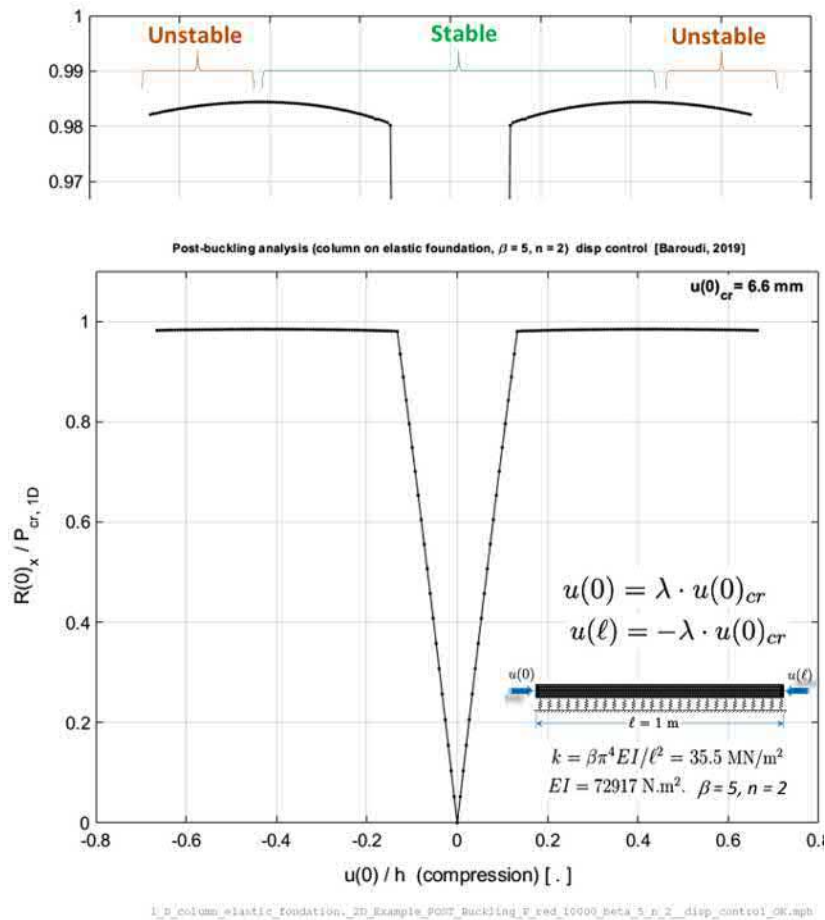 1
Unstable
Stable
Unstable
0.99
0.98
0.97
Post-buckling analysis (column on elastic foundation, β = 5, n = 2) disp control [Baroudi, 2019]
u(0)cr = 6.6 mm
1
0.8
0.6
0.4
0.2
0
R(0)x / Pcr, 1D
u(0) = λ · u(0)cr
u(ℓ) = −λ · u(0)cr
u(0)
u(ℓ)
ℓ = 1 m
k = βπ⁴EI/ℓ² = 35.5 MN/m²
EI = 72917 N.m². β = 5, n = 2
-0.8 -0.6 -0.4 -0.2 0 0.2 0.4 0.6 0.8
u(0) / h (compression) [ . ]
1_D_column_elastic_fondation._2D_Example_POST_Buckling_E_red_10000_beta_5_n_2__disp_control_OK.mph